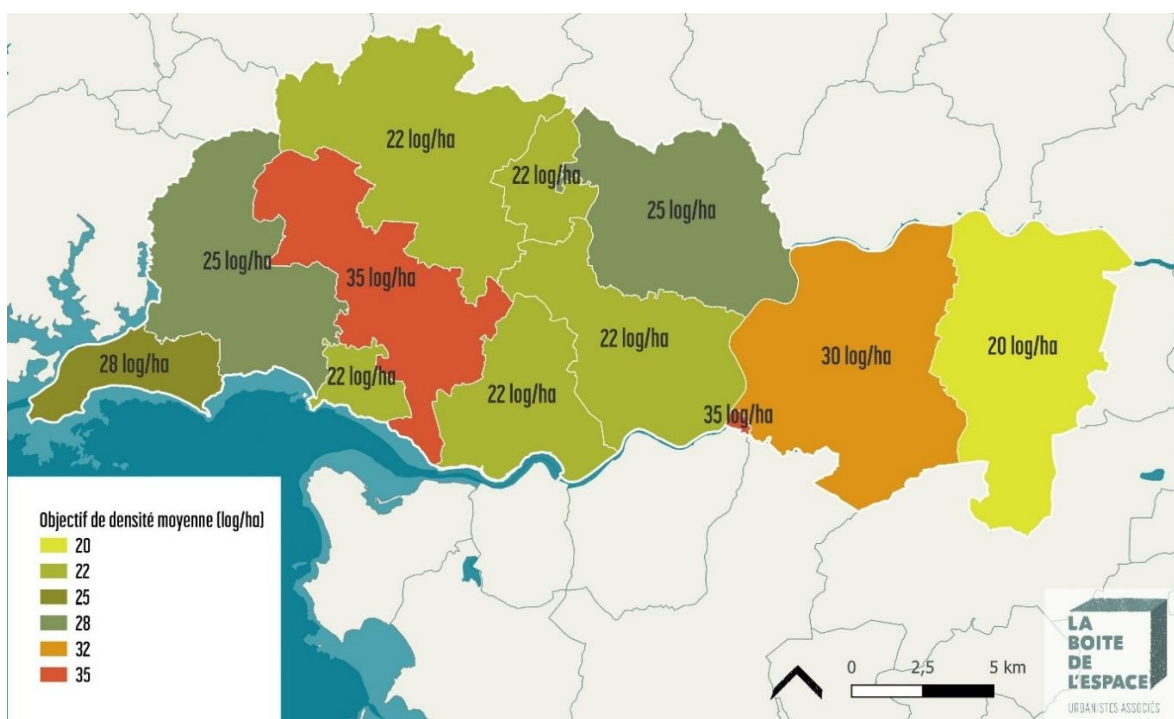 22 log/ha
22 log/ha
25 log/ha
25 log/ha
35 log/ha
28 log/ha
22 log/ha
22 log/ha
22 log/ha
30 log/ha
20 log/ha
35 log/ha
Objectif de densité moyenne (log/ha)
20
22
25
28
32
35
0 2,5 5 km
LA
BOITE
DE
L'ESPACE
URBANISTES ASSOCIÉS